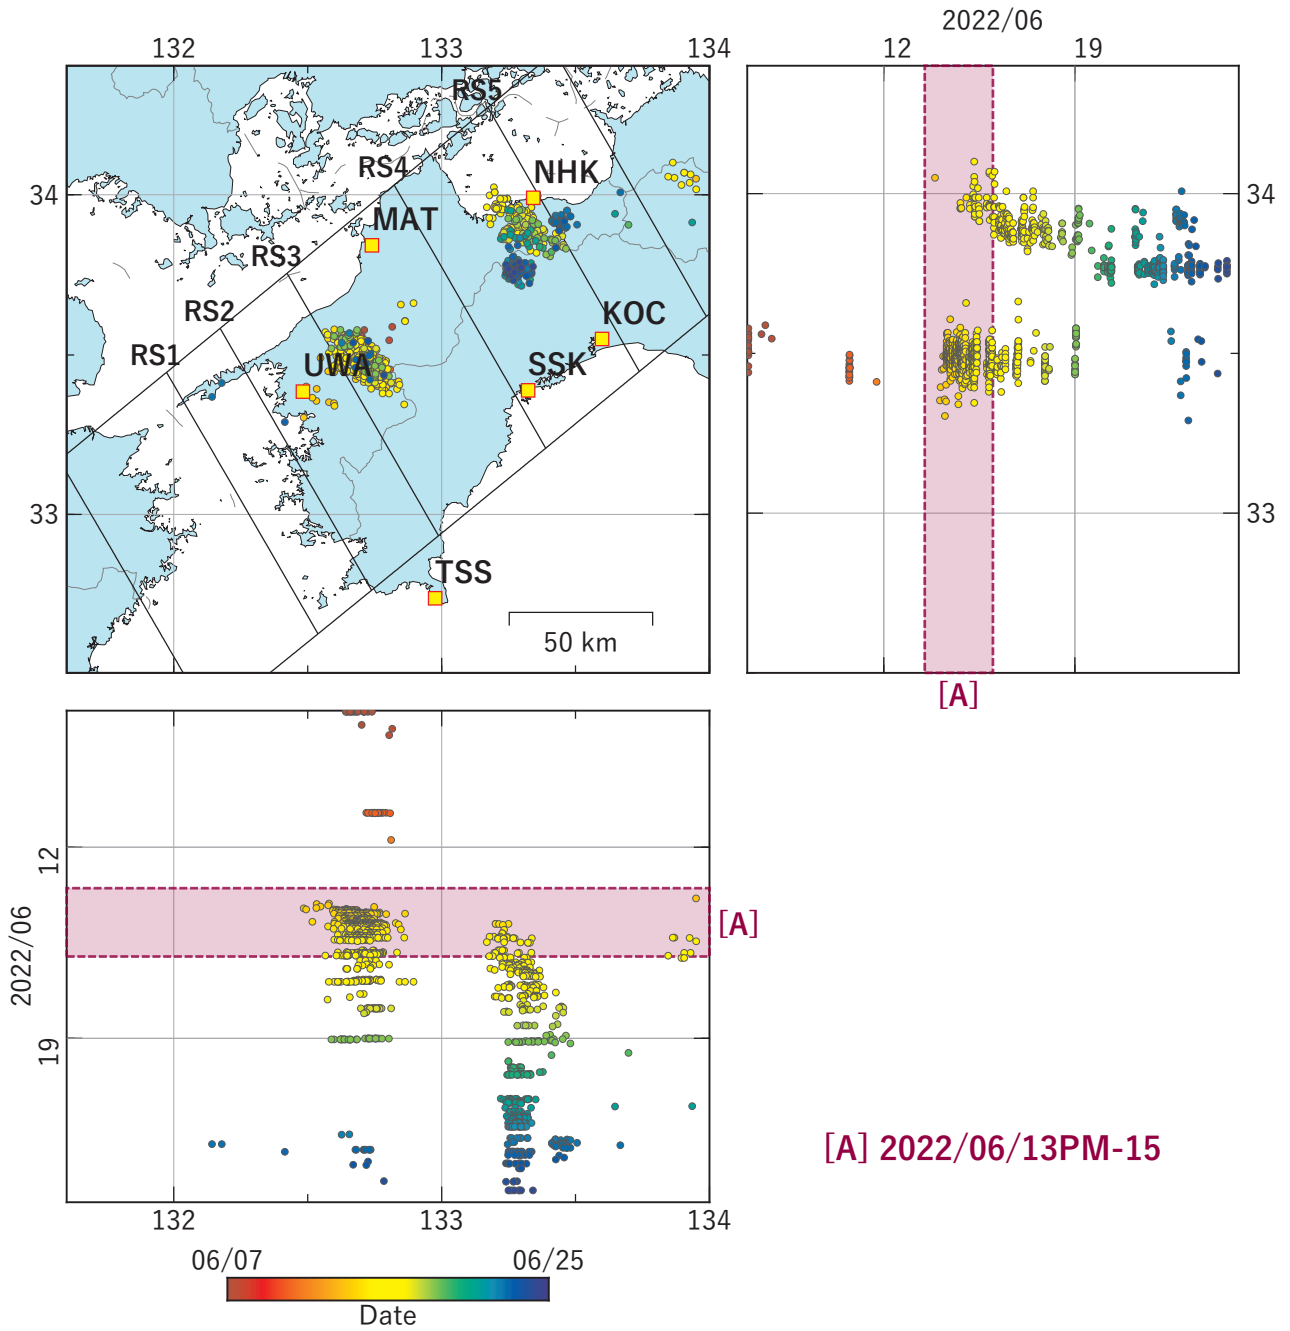 2022/06
132 133 134 12 19
RS5
RS4
NHK
34 34
MAT
RS3
RS2
KOC
RS1
UWA
SSK
33 33
TSS
50 km
[A]
12
[A]
2022/06
19
[A] 2022/06/13PM-15
132 133 134
06/07 06/25
Date